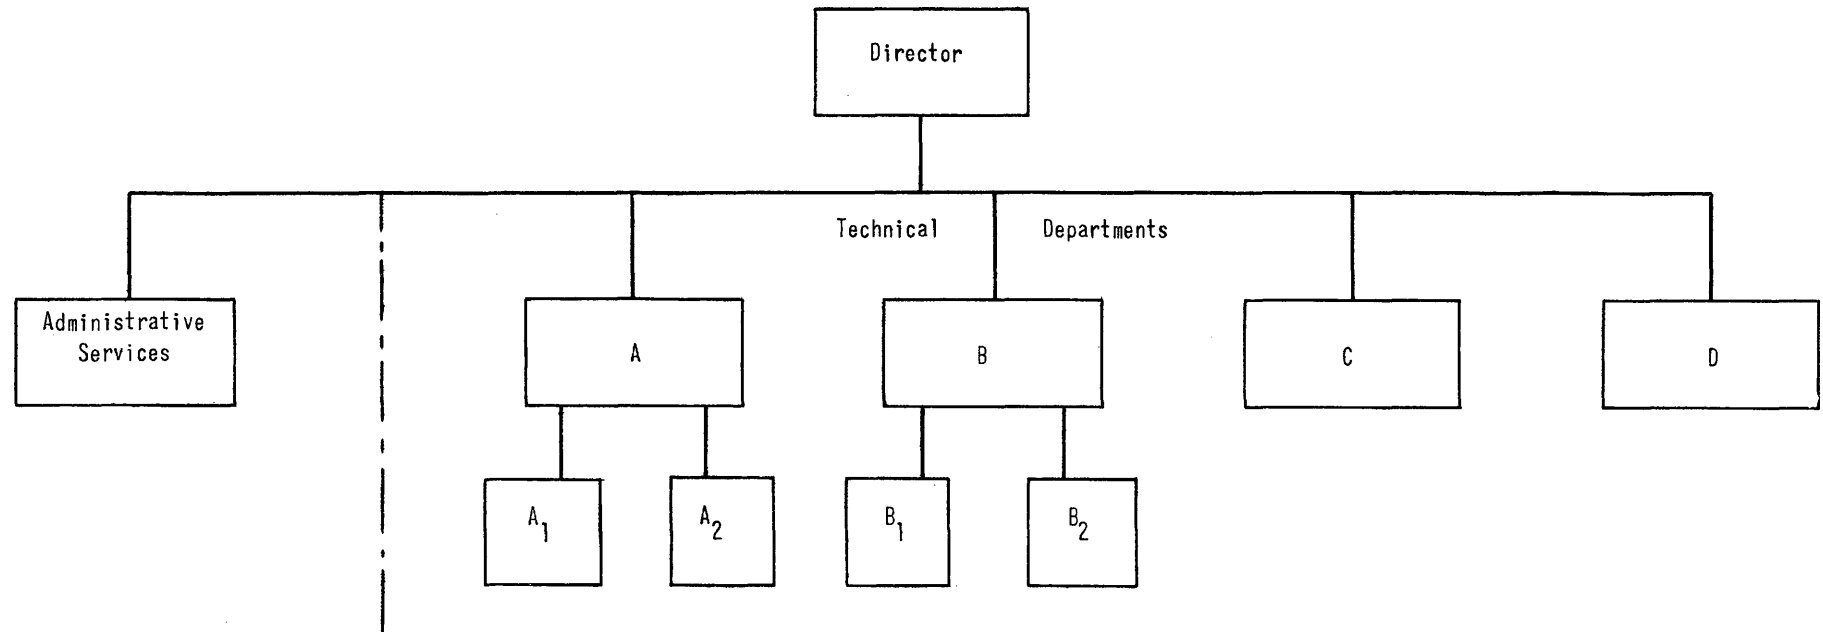 Director
Technical Departments
Administrative
Services
A
B
C
D
A₁
A₂
B₁
B₂